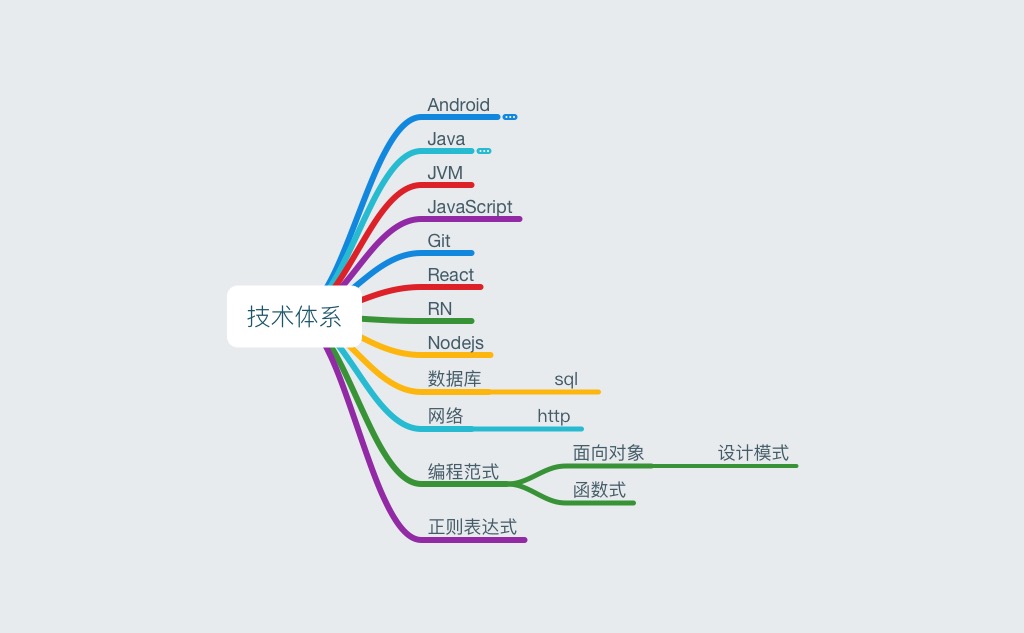 Android
Java
JVM
JavaScript
Git
React
技术体系
RN
Nodejs
数据库 sql
网络 http
面向对象 设计模式
编程范式
函数式
正则表达式